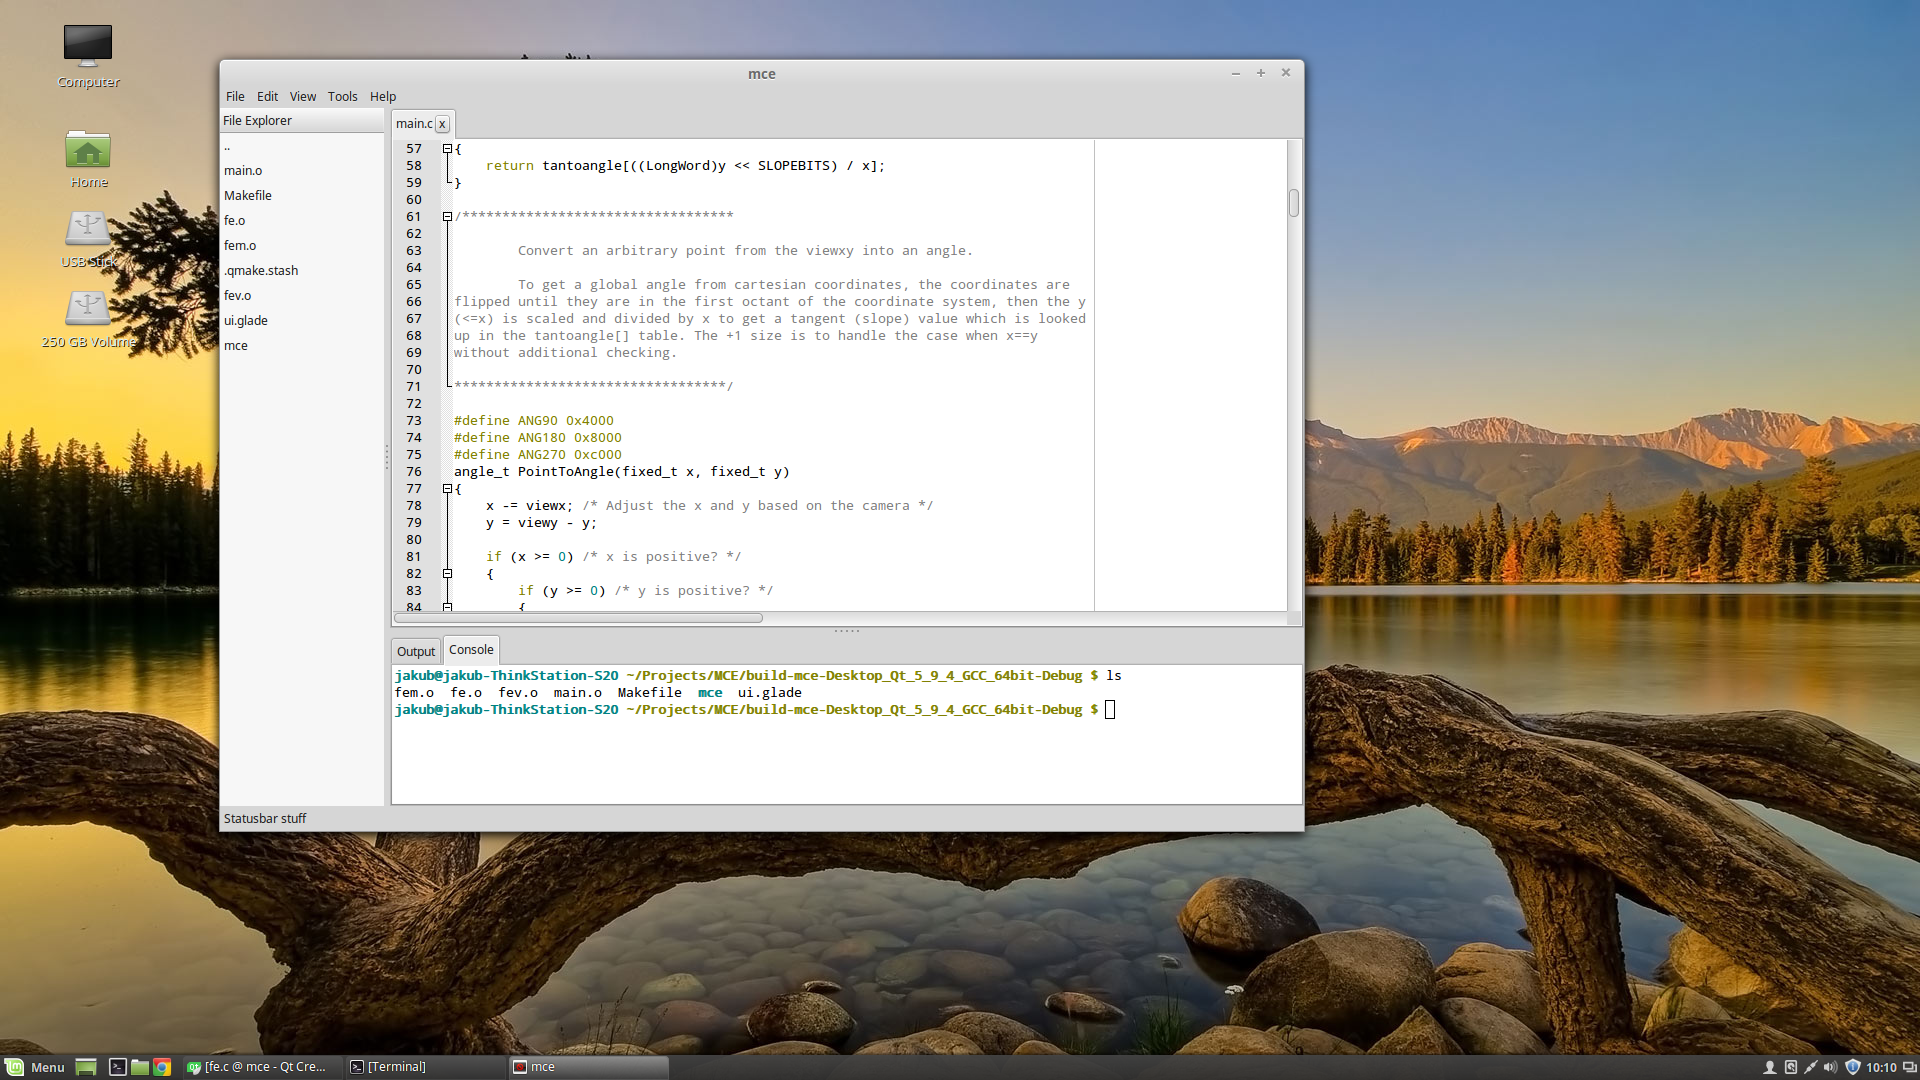 Computer
Home
USB Stick
250 GB Volume
mce
File Edit View Tools Help
File Explorer
..
main.o
Makefile
fe.o
fem.o
.qmake.stash
fev.o
ui.glade
mce
main.c x
57 {
58     return tantoangle[((LongWord)y << SLOPEBITS) / x];
59 }
60
61 /**********************************
62
63         Convert an arbitrary point from the viewxy into an angle.
64
65         To get a global angle from cartesian coordinates, the coordinates are
66 flipped until they are in the first octant of the coordinate system, then the y
67 (<=x) is scaled and divided by x to get a tangent (slope) value which is looked
68 up in the tantoangle[] table. The +1 size is to handle the case when x==y
69 without additional checking.
70
71 **********************************/
72
73 #define ANG90 0x4000
74 #define ANG180 0x8000
75 #define ANG270 0xc000
76 angle_t PointToAngle(fixed_t x, fixed_t y)
77 {
78     x -= viewx; /* Adjust the x and y based on the camera */
79     y = viewy - y;
80
81     if (x >= 0) /* x is positive? */
82     {
83         if (y >= 0) /* y is positive? */
84         {
Output Console
jakub@jakub-ThinkStation-S20 ~/Projects/MCE/build-mce-Desktop_Qt_5_9_4_GCC_64bit-Debug $ ls
fem.o  fe.o  fev.o  main.o  Makefile  mce  ui.glade
jakub@jakub-ThinkStation-S20 ~/Projects/MCE/build-mce-Desktop_Qt_5_9_4_GCC_64bit-Debug $
Statusbar stuff
Menu [fe.c @ mce - Qt Cre... [Terminal] mce 10:10